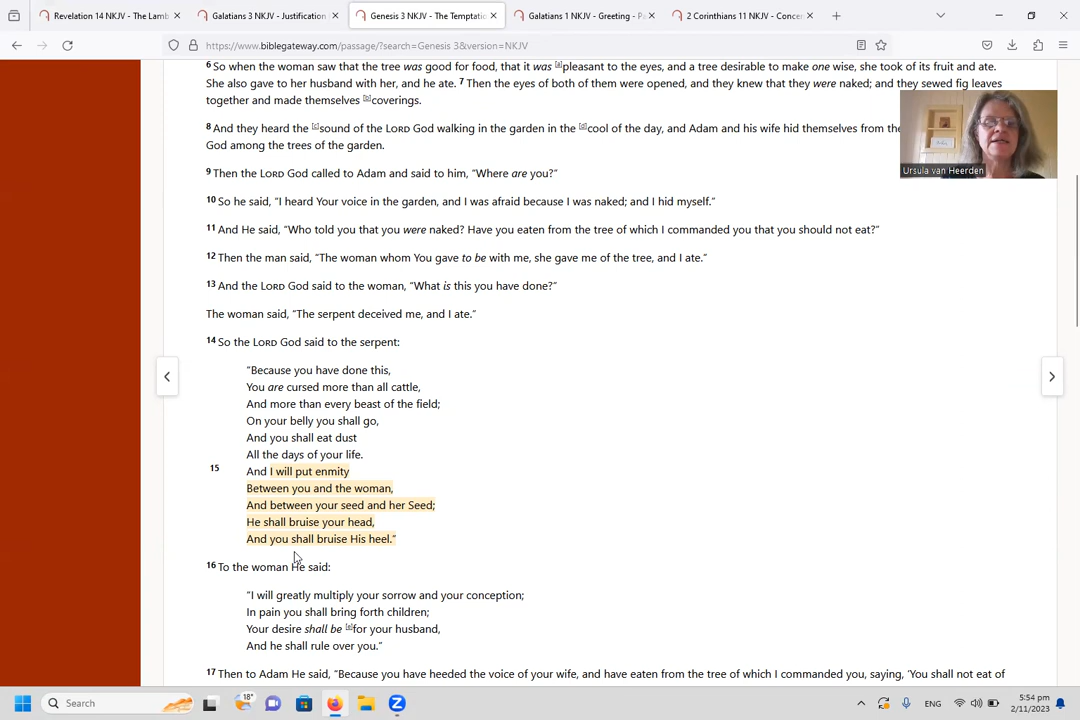 Revelation 14 NKJV - The Lamb
Galatians 3 NKJV - Justification
Genesis 3 NKJV - The Temptatio
Galatians 1 NKJV - Greeting - P
2 Corinthians 11 NKJV - Conce
https://www.biblegateway.com/passage/?search=Genesis 3&version=NKJV
6 So when the woman saw that the tree was good for food, that it was [a]pleasant to the eyes, and a tree desirable to make one wise, she took of its fruit and ate.
She also gave to her husband with her, and he ate. 7 Then the eyes of both of them were opened, and they knew that they were naked; and they sewed fig leaves
together and made themselves [b]coverings.
8 And they heard the [c]sound of the LORD God walking in the garden in the [d]cool of the day, and Adam and his wife hid themselves from the
God among the trees of the garden.
Ursula van Heerden
9 Then the LORD God called to Adam and said to him, “Where are you?”
10 So he said, “I heard Your voice in the garden, and I was afraid because I was naked; and I hid myself.”
11 And He said, “Who told you that you were naked? Have you eaten from the tree of which I commanded you that you should not eat?”
12 Then the man said, “The woman whom You gave to be with me, she gave me of the tree, and I ate.”
13 And the LORD God said to the woman, “What is this you have done?”
The woman said, “The serpent deceived me, and I ate.”
14 So the LORD God said to the serpent:
“Because you have done this,
You are cursed more than all cattle,
And more than every beast of the field;
On your belly you shall go,
And you shall eat dust
All the days of your life.
15 And I will put enmity
Between you and the woman,
And between your seed and her Seed;
He shall bruise your head,
And you shall bruise His heel.”
16 To the woman He said:
“I will greatly multiply your sorrow and your conception;
In pain you shall bring forth children;
Your desire shall be [e]for your husband,
And he shall rule over you.”
17 Then to Adam He said, “Because you have heeded the voice of your wife, and have eaten from the tree of which I commanded you, saying, ‘You shall not eat of
Search
18°
ENG
5:54 pm
2/11/2023